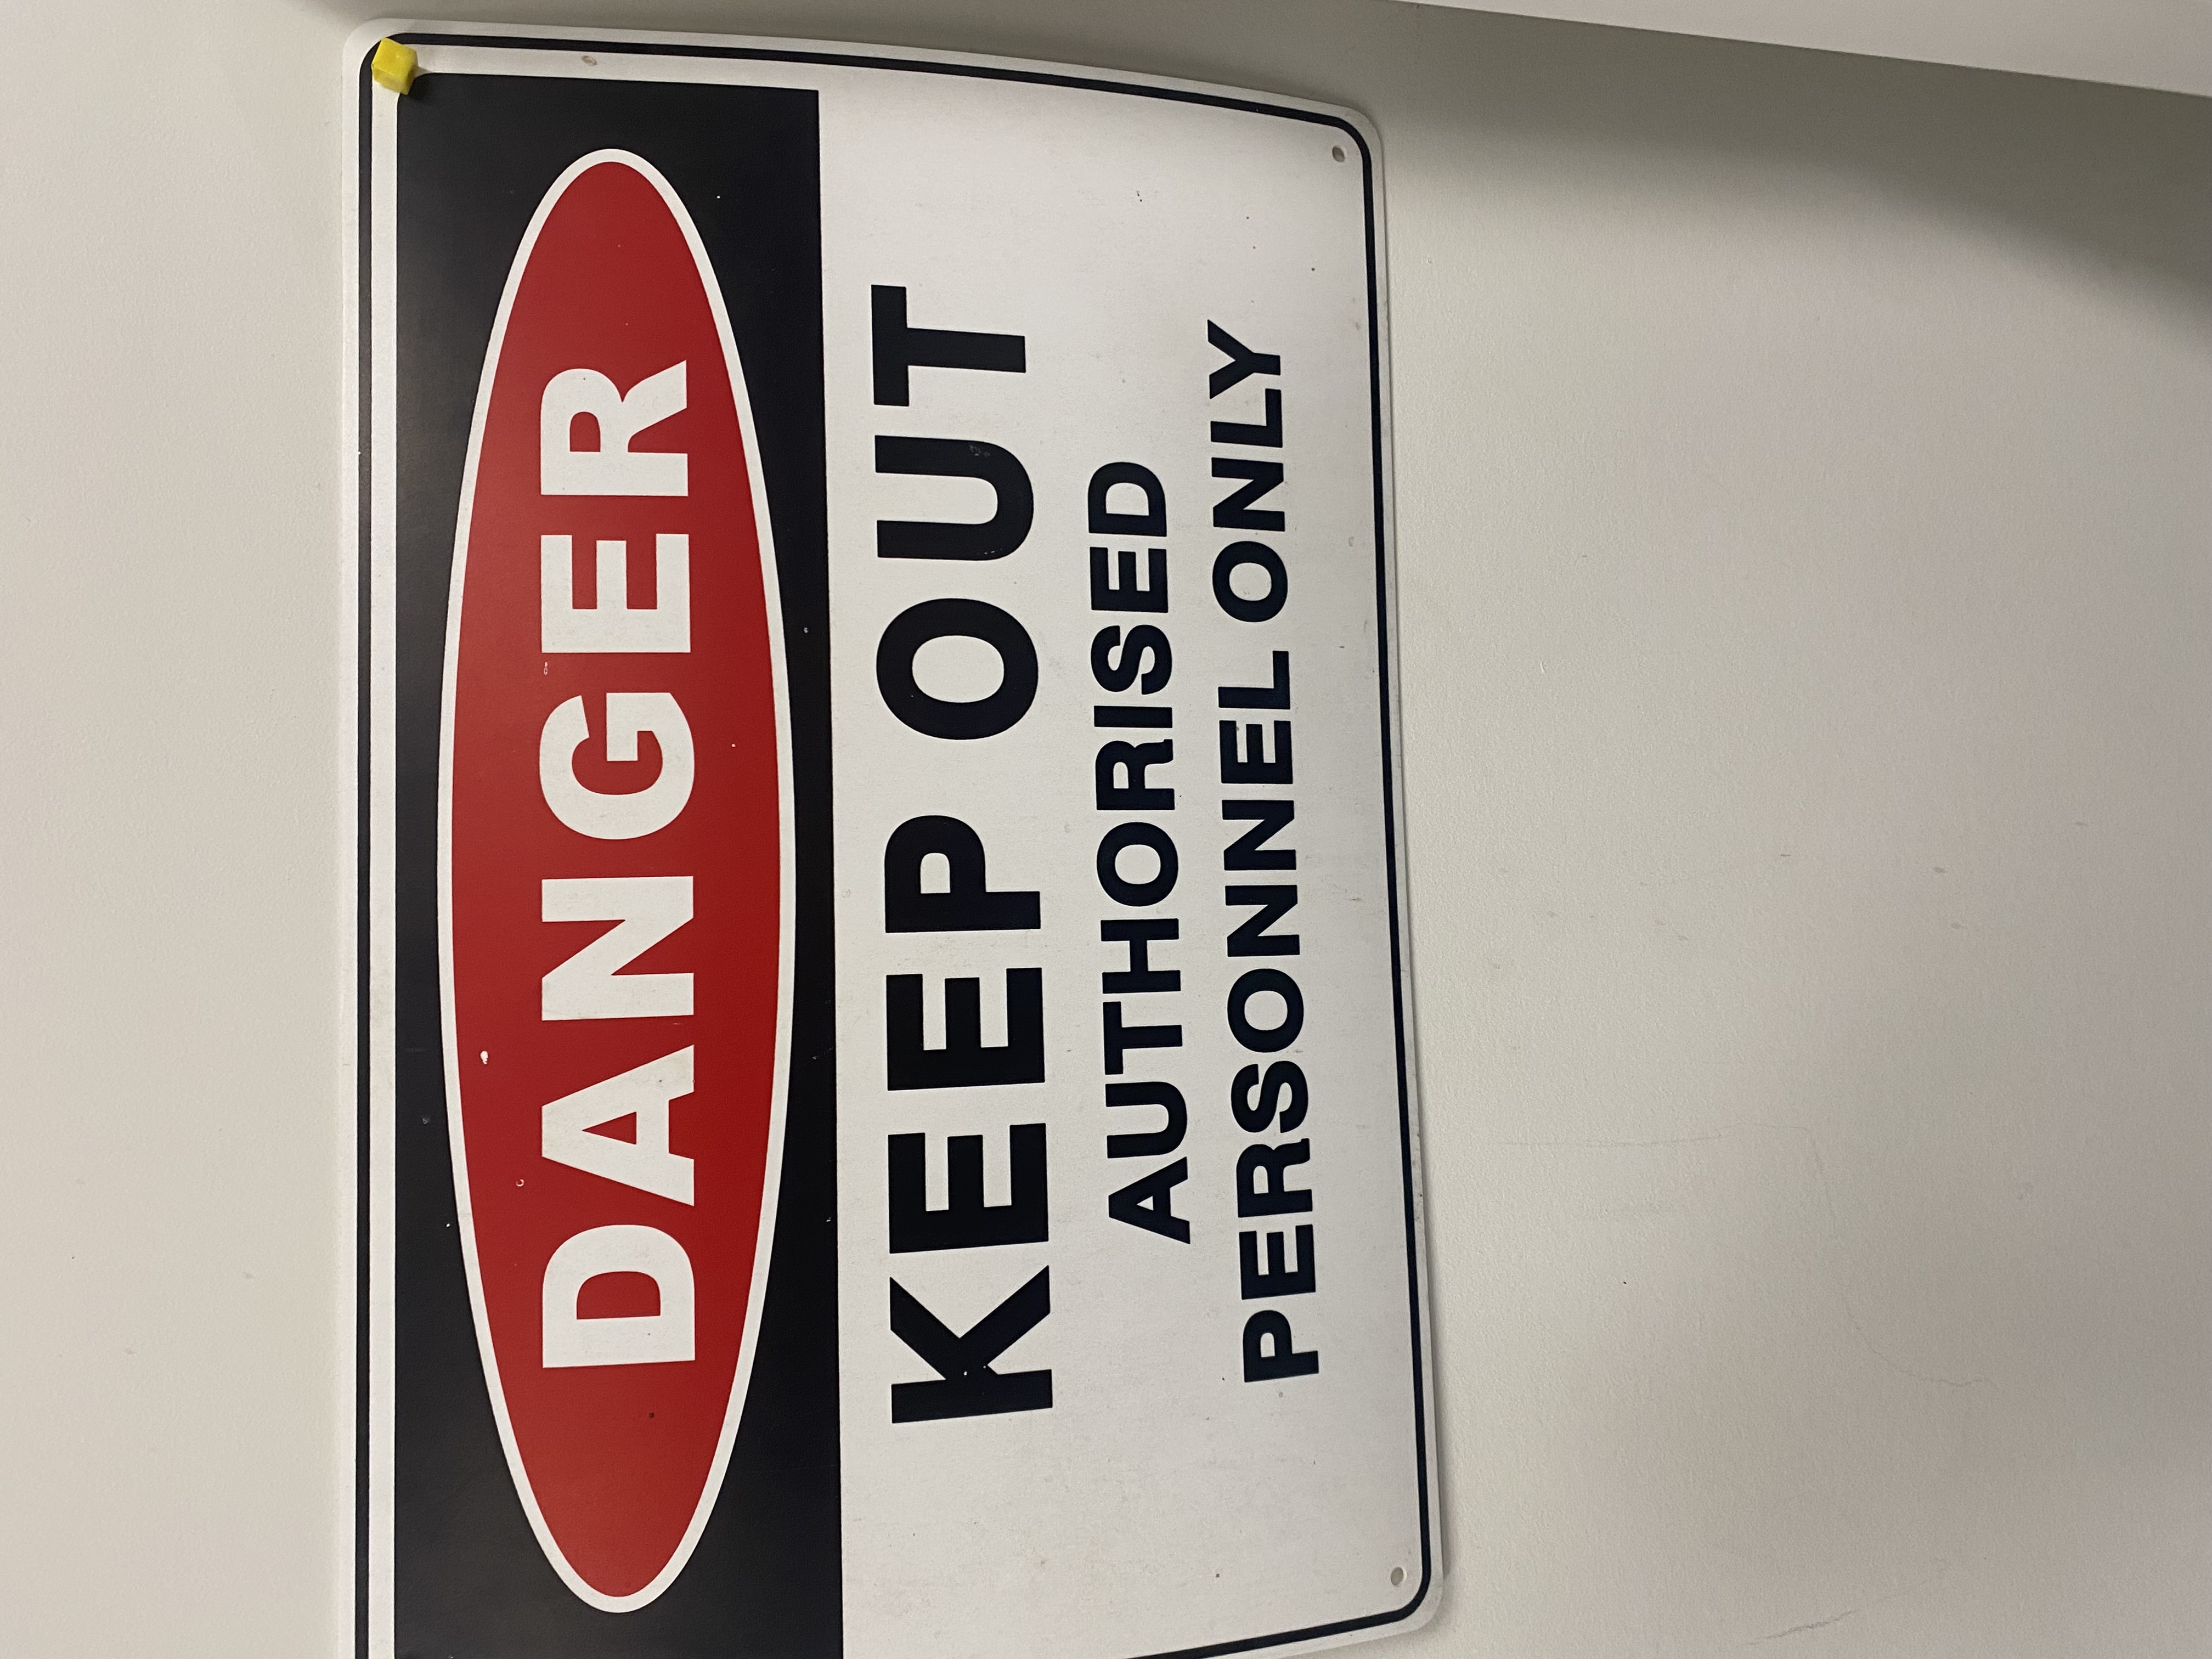 DANGER
KEEP OUT
AUTHORISED
PERSONNEL ONLY